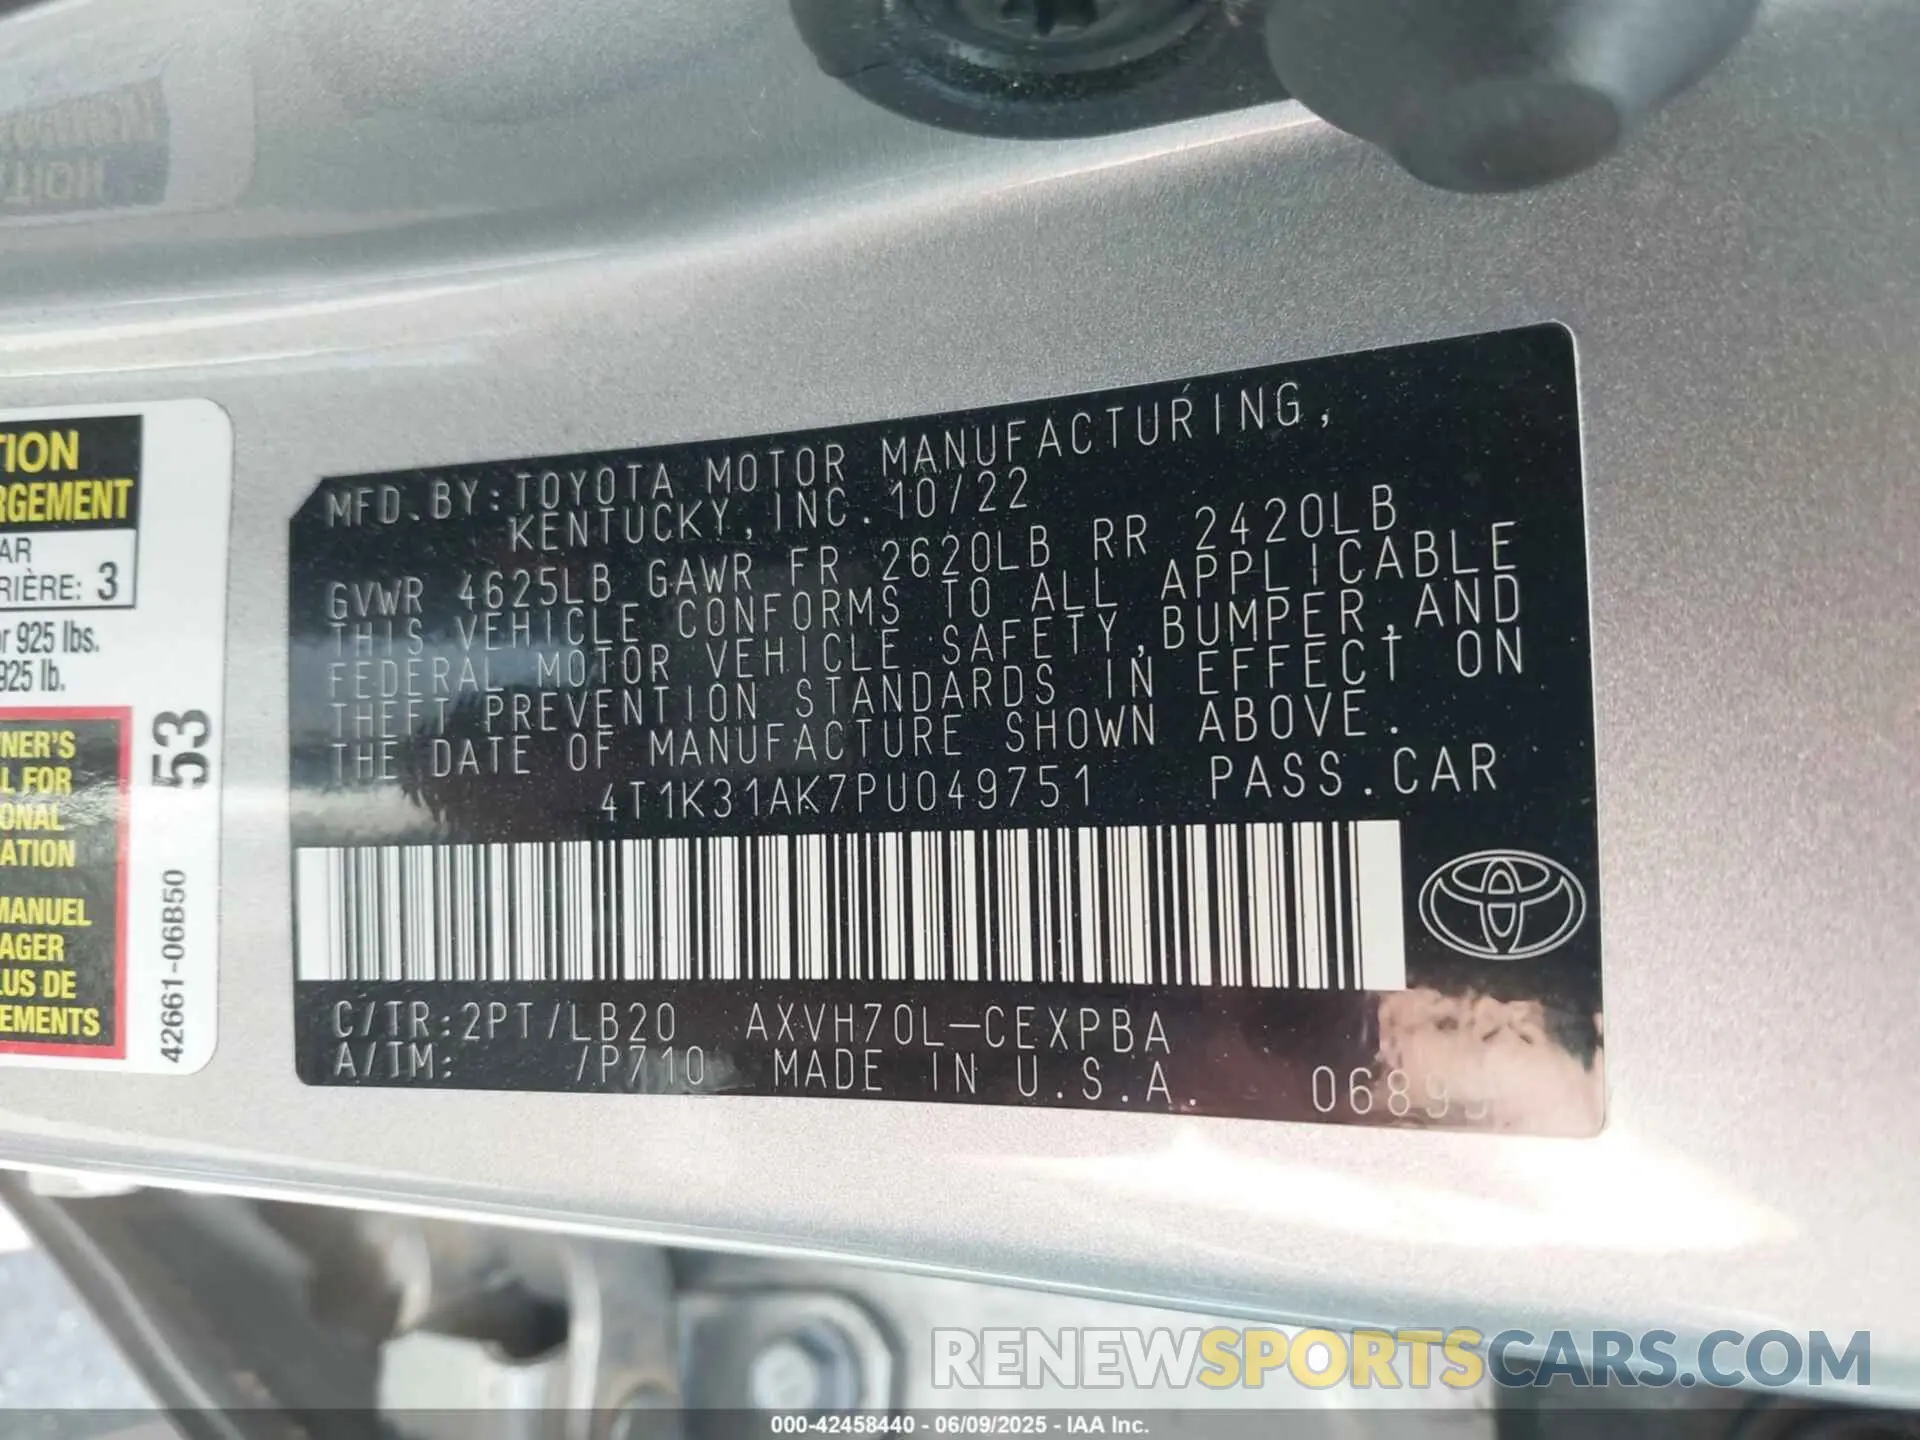 TION
RGEMENT
AR
RIÈRE: 3
or 925 lbs.
925 lb.
NER'S
L FOR
ONAL
ATION
MANUEL
AGER
LUS DE
EMENTS
53
42661-06B50
MFD.BY:TOYOTA MOTOR MANUFACTURING,
KENTUCKY,INC. 10/22
GVWR 4625LB GAWR FR 2620LB RR 2420LB
THIS VEHICLE CONFORMS TO ALL APPLICABLE
FEDERAL MOTOR VEHICLE SAFETY,BUMPER,AND
THEFT PREVENTION STANDARDS IN EFFECT ON
THE DATE OF MANUFACTURE SHOWN ABOVE.
4T1K31AK7PU049751 PASS.CAR
C/TR:2PT/LB20 AXVH70L-CEXPBA
A/TM: /P710 MADE IN U.S.A.
RENEWSPORTSCARS.COM
000-42458440 - 06/09/2025 - IAA Inc.